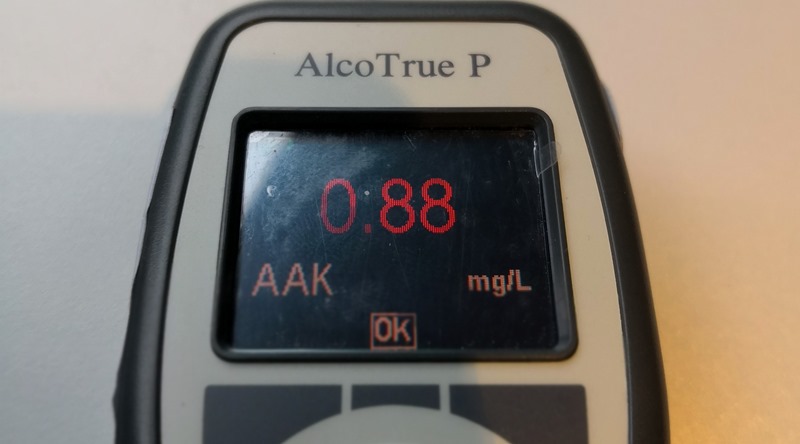 AlcoTrue P
0.88
AAK mg/L
OK